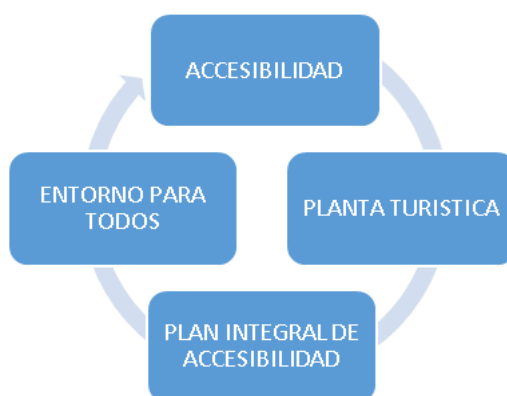 ACCESIBILIDAD
PLANTA TURISTICA
PLAN INTEGRAL DE
ACCESIBILIDAD
ENTORNO PARA
TODOS